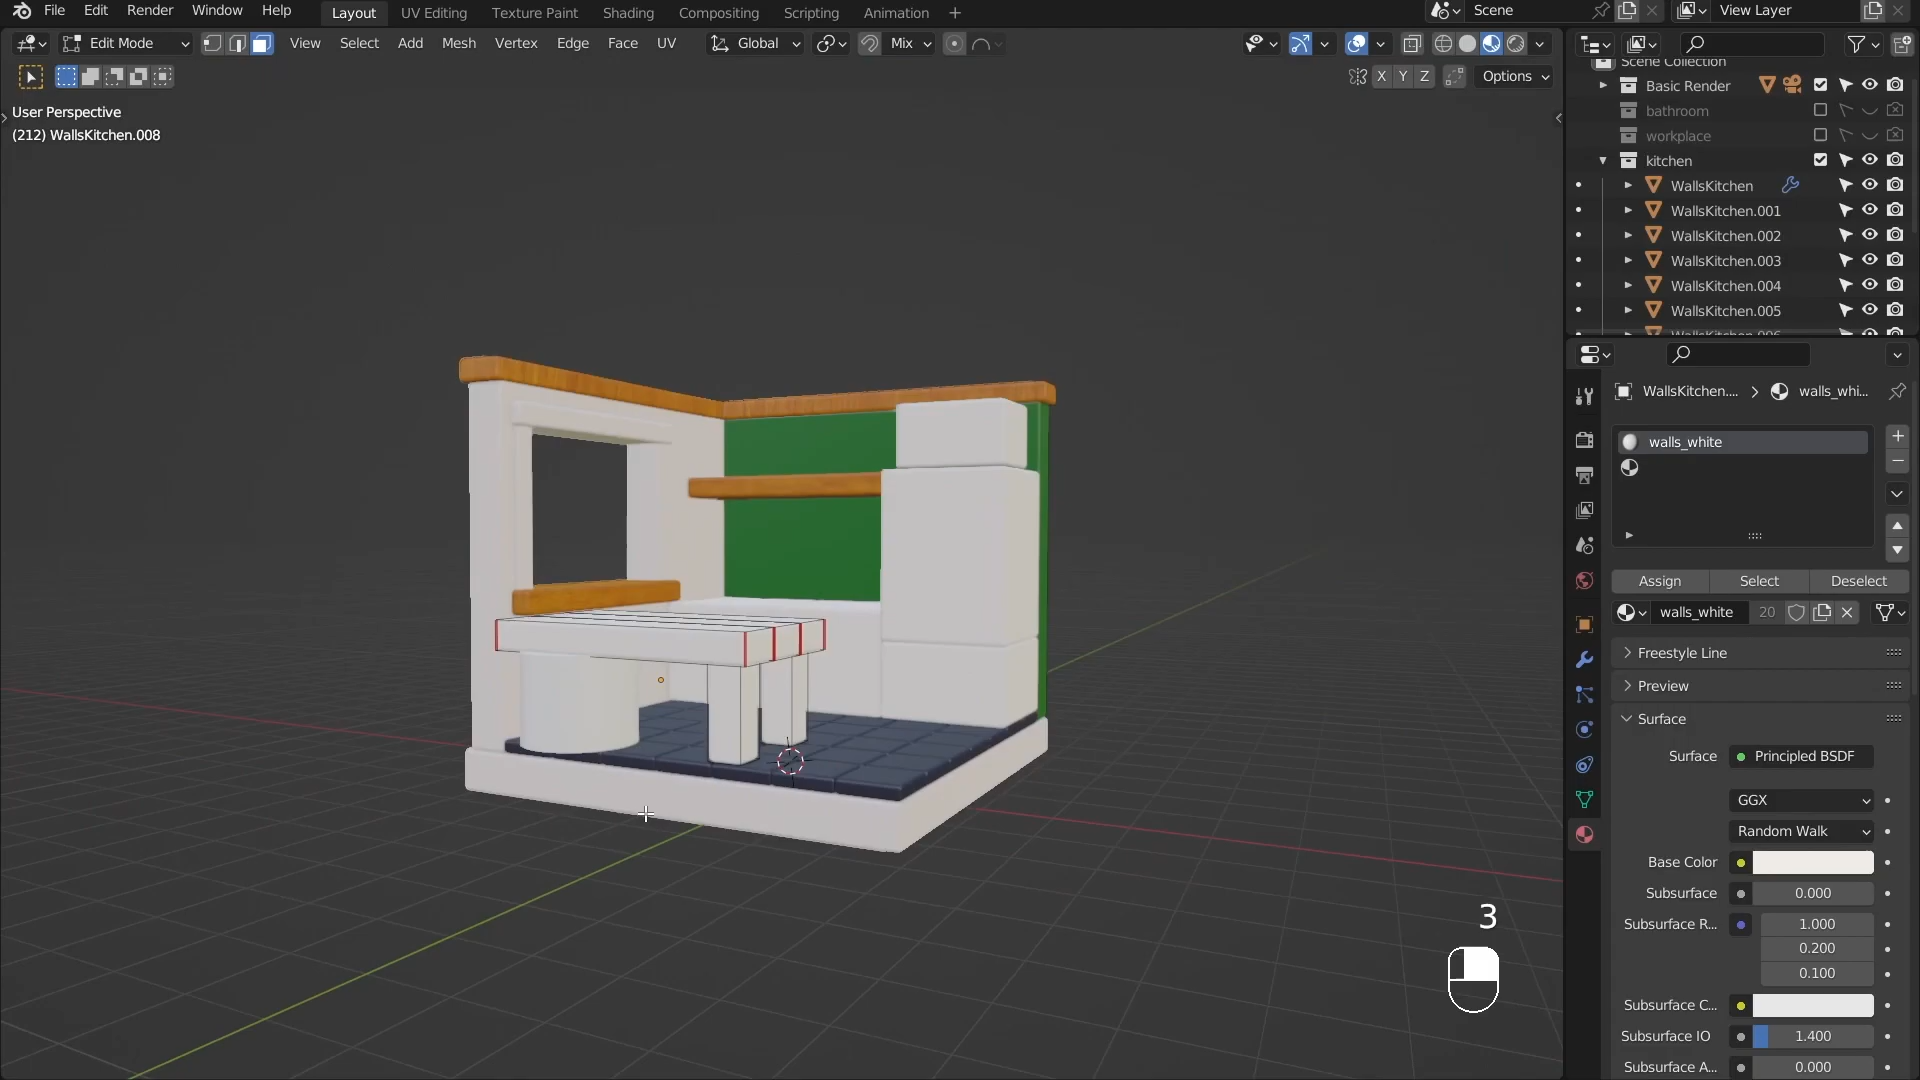 File Edit Render Window Help Layout UV Editing Texture Paint Shading Compositing Scripting Animation + Scene View Layer
Edit Mode View Select Add Mesh Vertex Edge Face UV Global Mix
X Y Z Options
User Perspective
(212) WallsKitchen.008
Scene Collection
Basic Render
bathroom
workplace
kitchen
WallsKitchen
WallsKitchen.001
WallsKitchen.002
WallsKitchen.003
WallsKitchen.004
WallsKitchen.005
WallsKitchen.... > walls_whi...
walls_white
Assign Select Deselect
walls_white 20
Freestyle Line
Preview
Surface
Surface Principled BSDF
GGX
Random Walk
Base Color
Subsurface 0.000
Subsurface R... 1.000
0.200
0.100
Subsurface C...
Subsurface IO 1.400
Subsurface A... 0.000
3